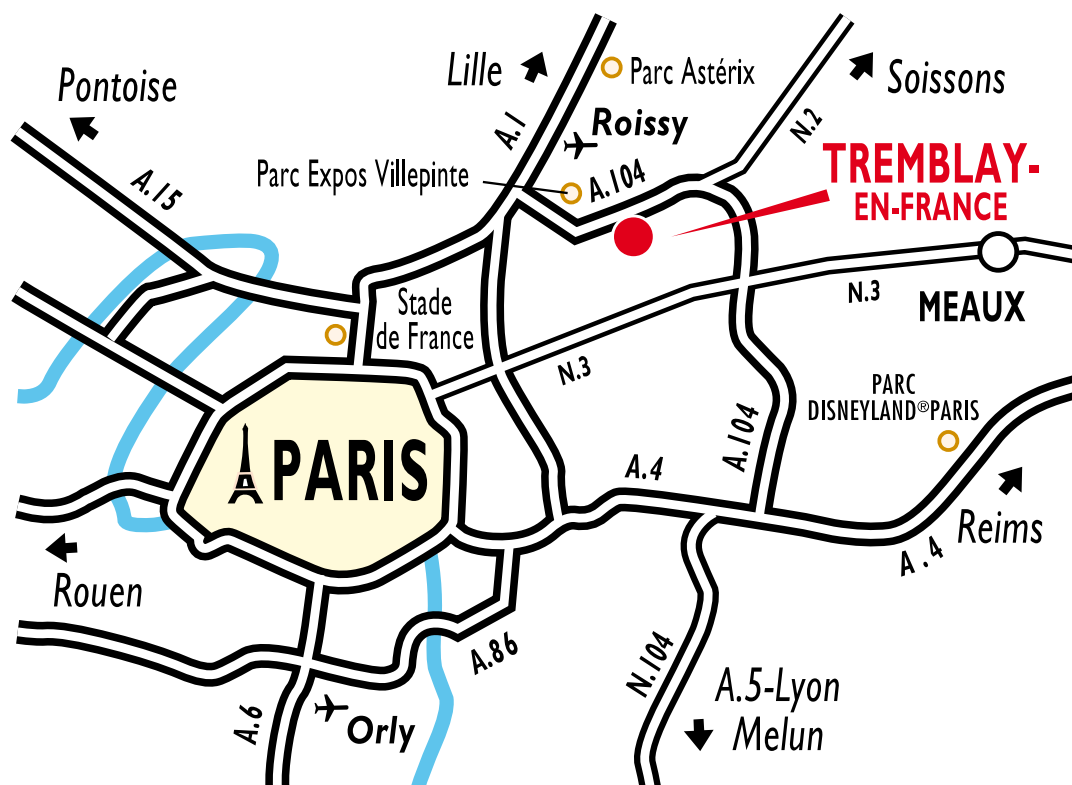 Lille
Parc Astérix
Soissons
Pontoise
A.1
Roissy
N.2
TREMBLAY-
EN-FRANCE
Parc Expos Villepinte
A.104
A.15
N.3
MEAUX
Stade
de France
N.3
PARC
DISNELAND®PARIS
A.104
PARIS
A.4
Reims
A.4
Rouen
A.86
N.104
A.5-Lyon
Melun
A.6
Orly